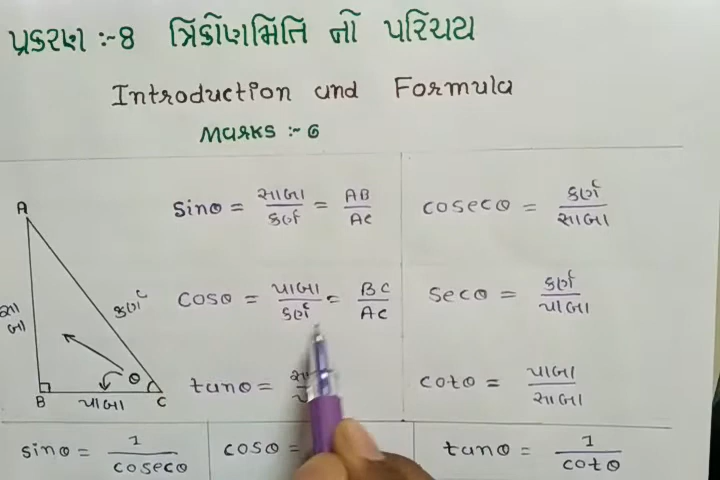 પ્રકરણ :- 8 ત્રિકોણમિતિ નો પરિચય
Introduction and Formula
Marks :- 6
A
સાબા
કર્ણ
θ
B પાબા C
sinθ = સાબા/કર્ણ = AB/AC
cosecθ = કર્ણ/સાબા
cosθ = પાબા/કર્ણ = BC/AC
secθ = કર્ણ/પાબા
tanθ =
cotθ = પાબા/સાબા
sinθ = 1/cosecθ
cosθ =
tanθ = 1/cotθ